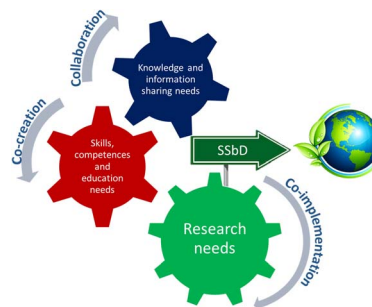 Collaboration
Knowledge and
information
sharing needs
Co-creation
Skills,
competences
and
education
needs
SSbD
Research
needs
Co-implementation